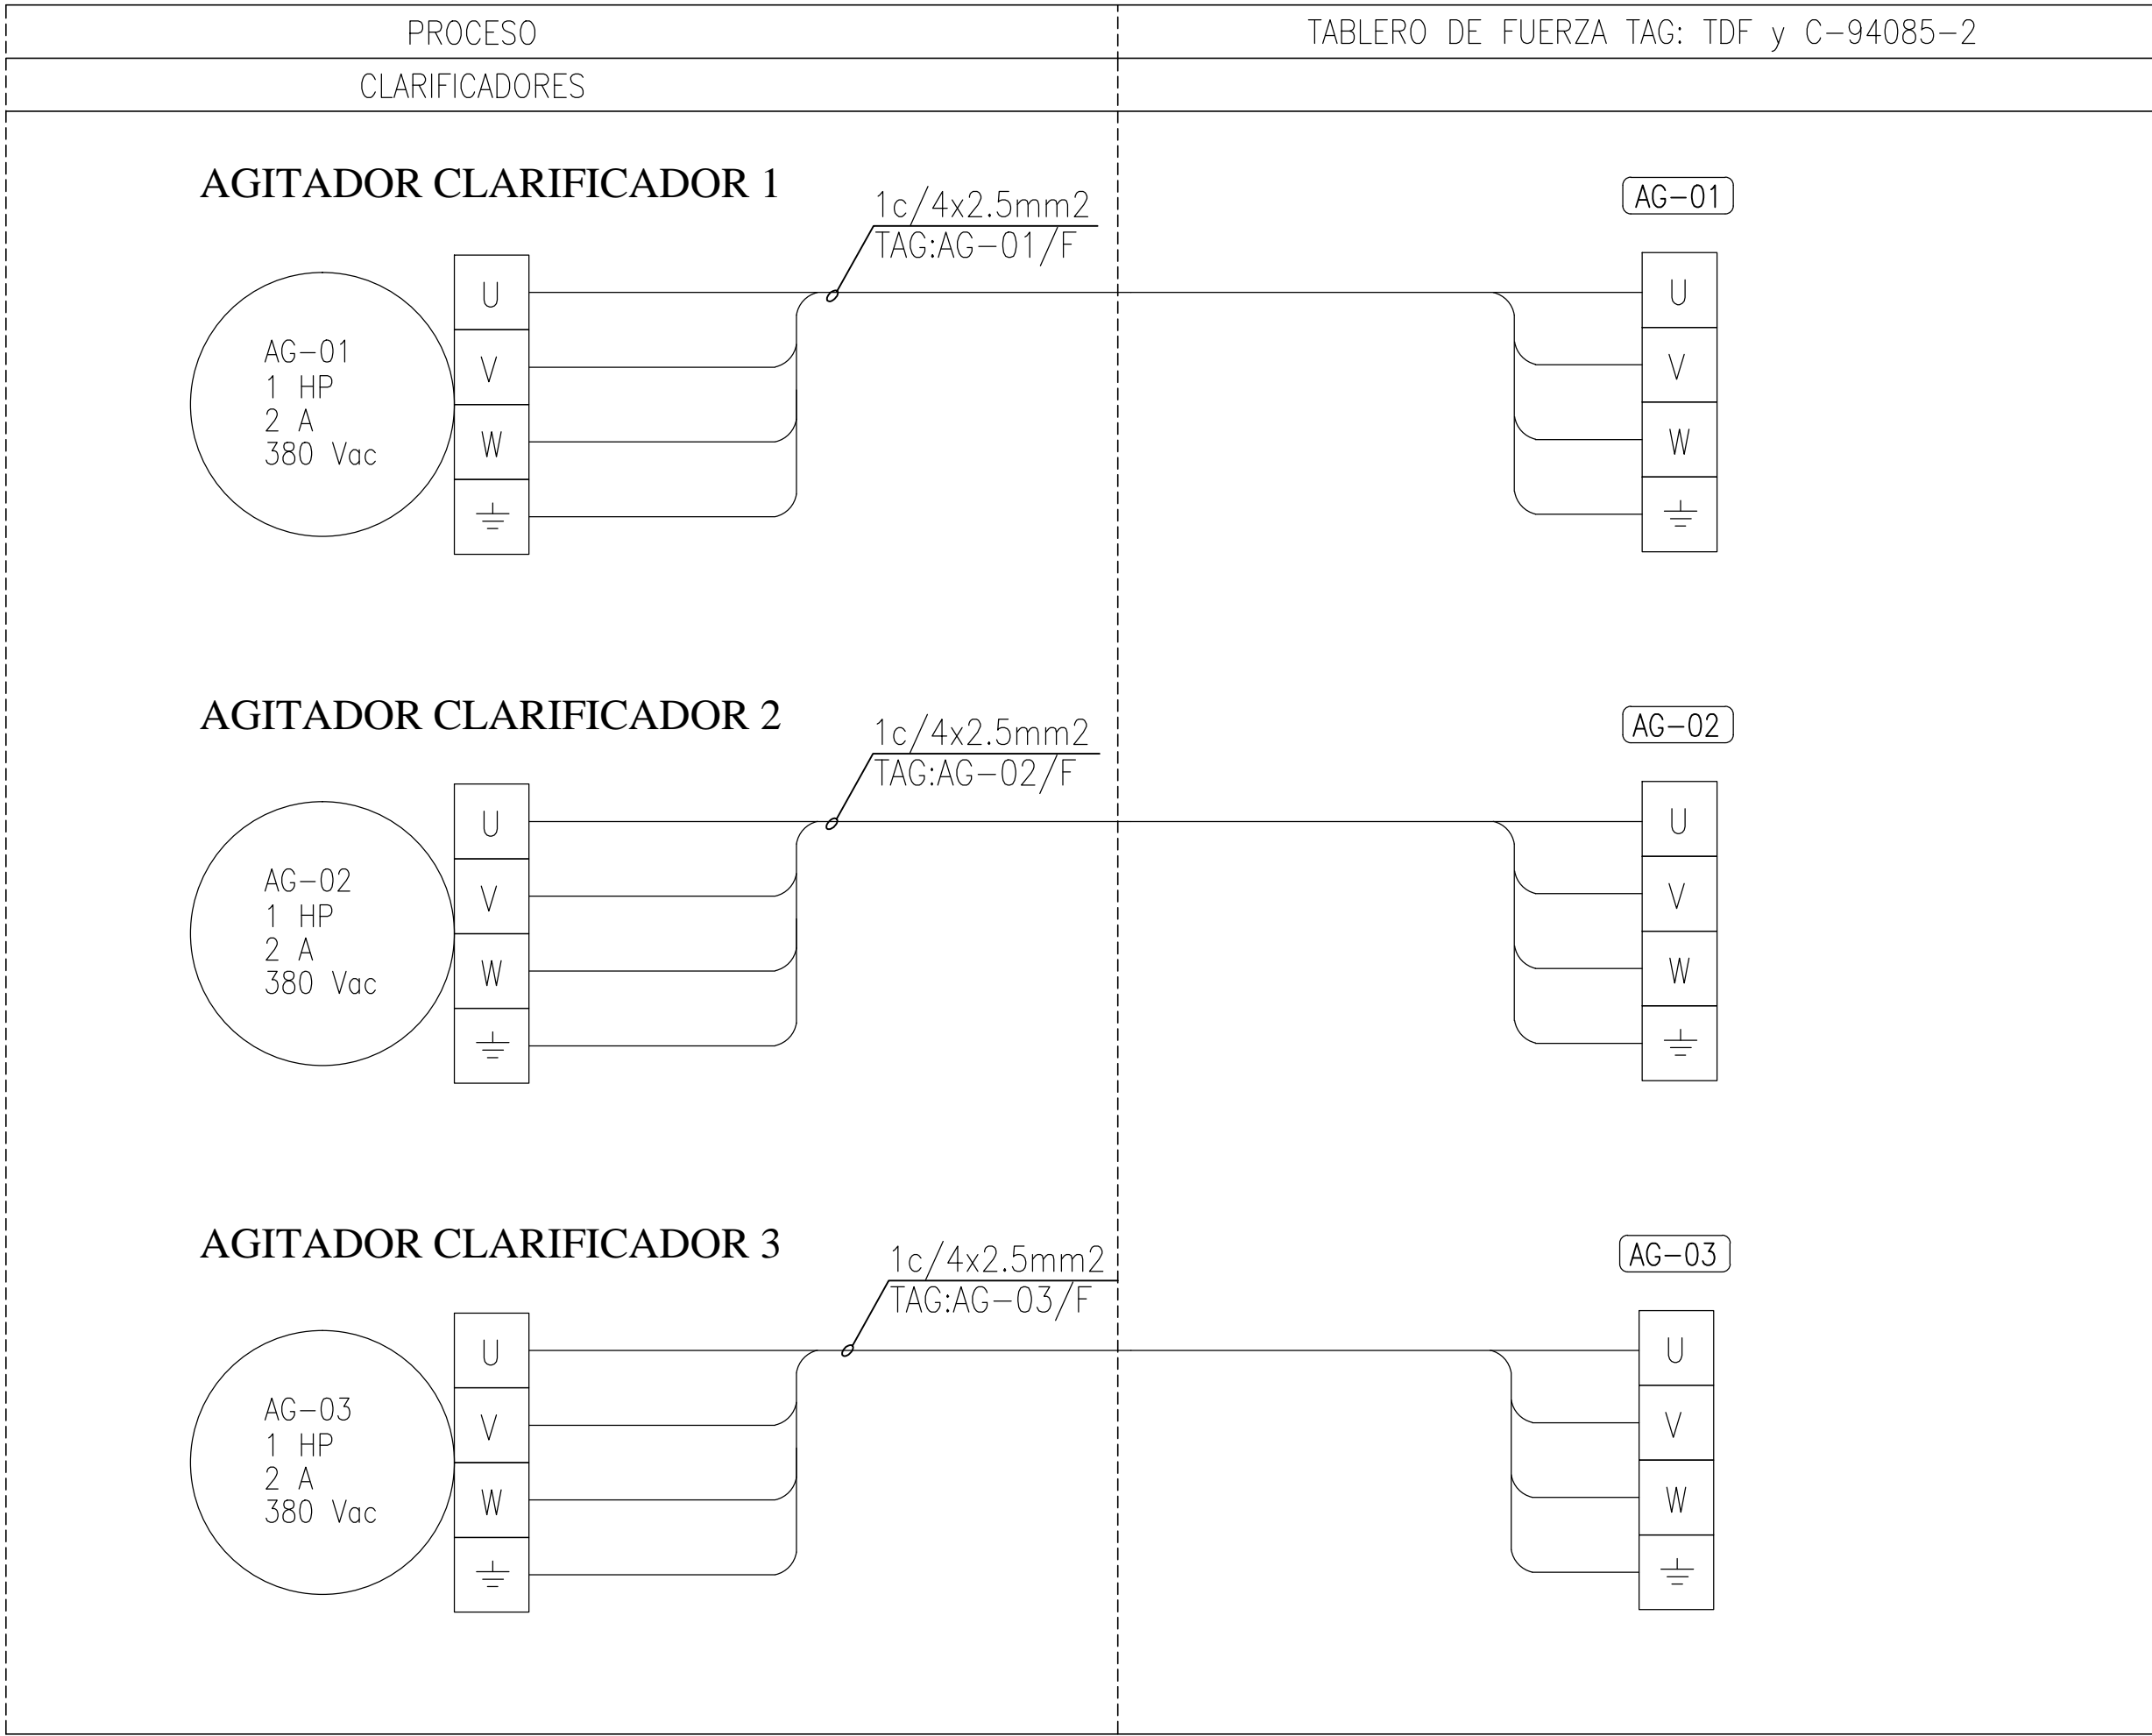 PROCESO
TABLERO DE FUERZA TAG: TDF y C-94085-2
CLARIFICADORES
AGITADOR CLARIFICADOR 1
1c/4x2.5mm2
TAG:AG-01/F
AG-01
AG-01
1 HP
2 A
380 Vac
U
V
W
U
V
W
AGITADOR CLARIFICADOR 2
1c/4x2.5mm2
TAG:AG-02/F
AG-02
AG-02
1 HP
2 A
380 Vac
U
V
W
U
V
W
AGITADOR CLARIFICADOR 3
1c/4x2.5mm2
TAG:AG-03/F
AG-03
AG-03
1 HP
2 A
380 Vac
U
V
W
U
V
W